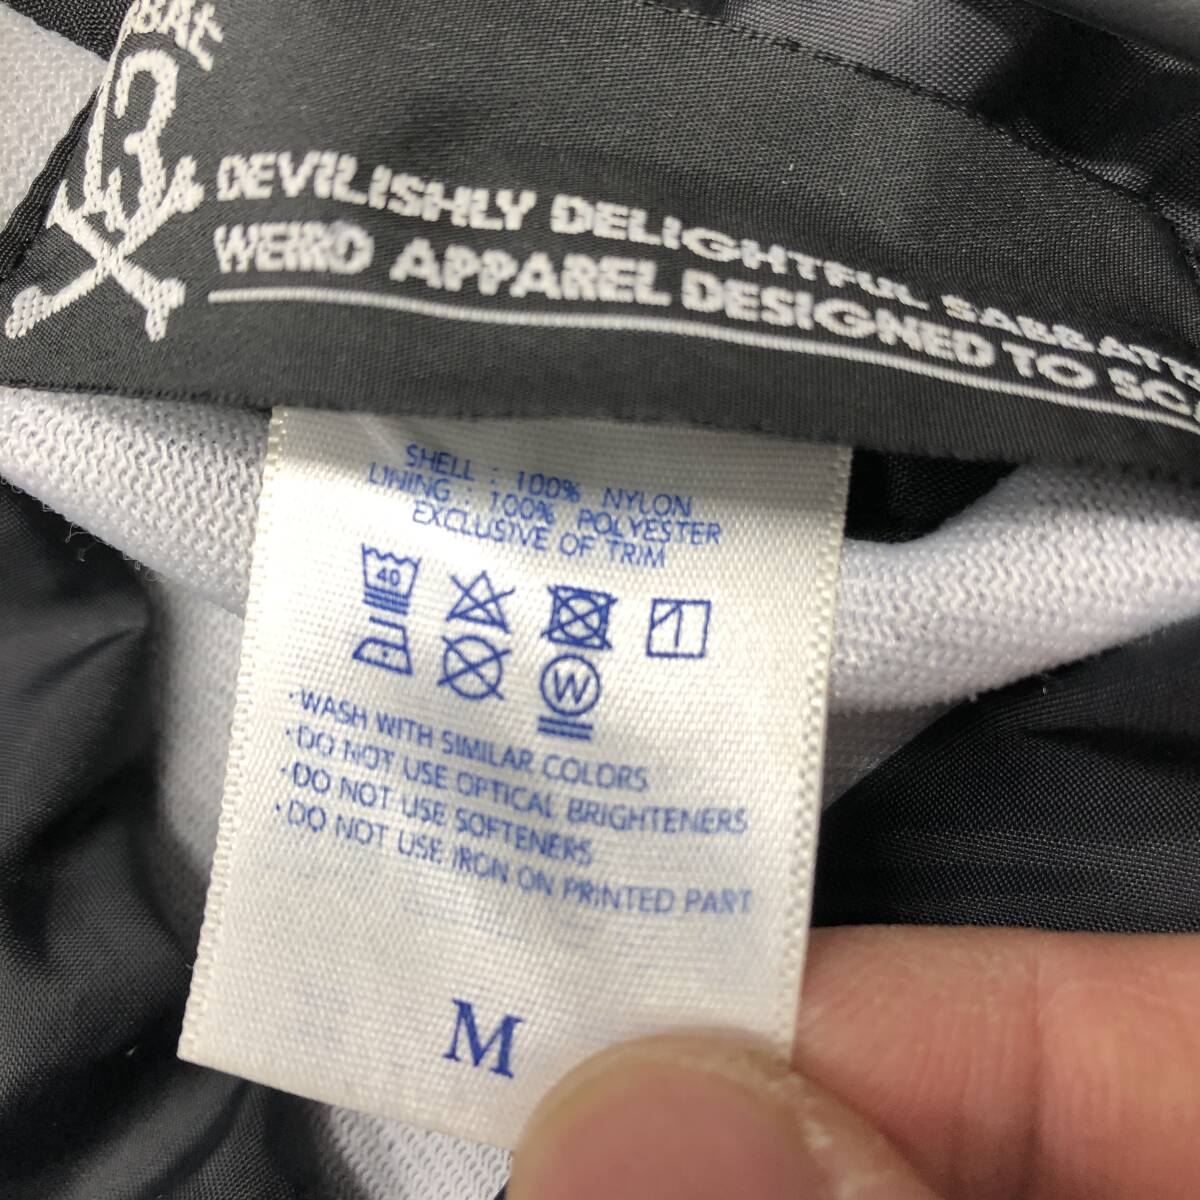 13
DEVILISHLY DELIGHTFUL
WEIRD APPAREL DESIGNED TO
SHELL : 100% NYLON
LINING : 100% POLYESTER
EXCLUSIVE OF TRIM
40
W
·WASH WITH SIMILAR COLORS
·DO NOT USE OPTICAL BRIGHTENERS
·DO NOT USE SOFTENERS
·DO NOT USE IRON ON PRINTED PART
M